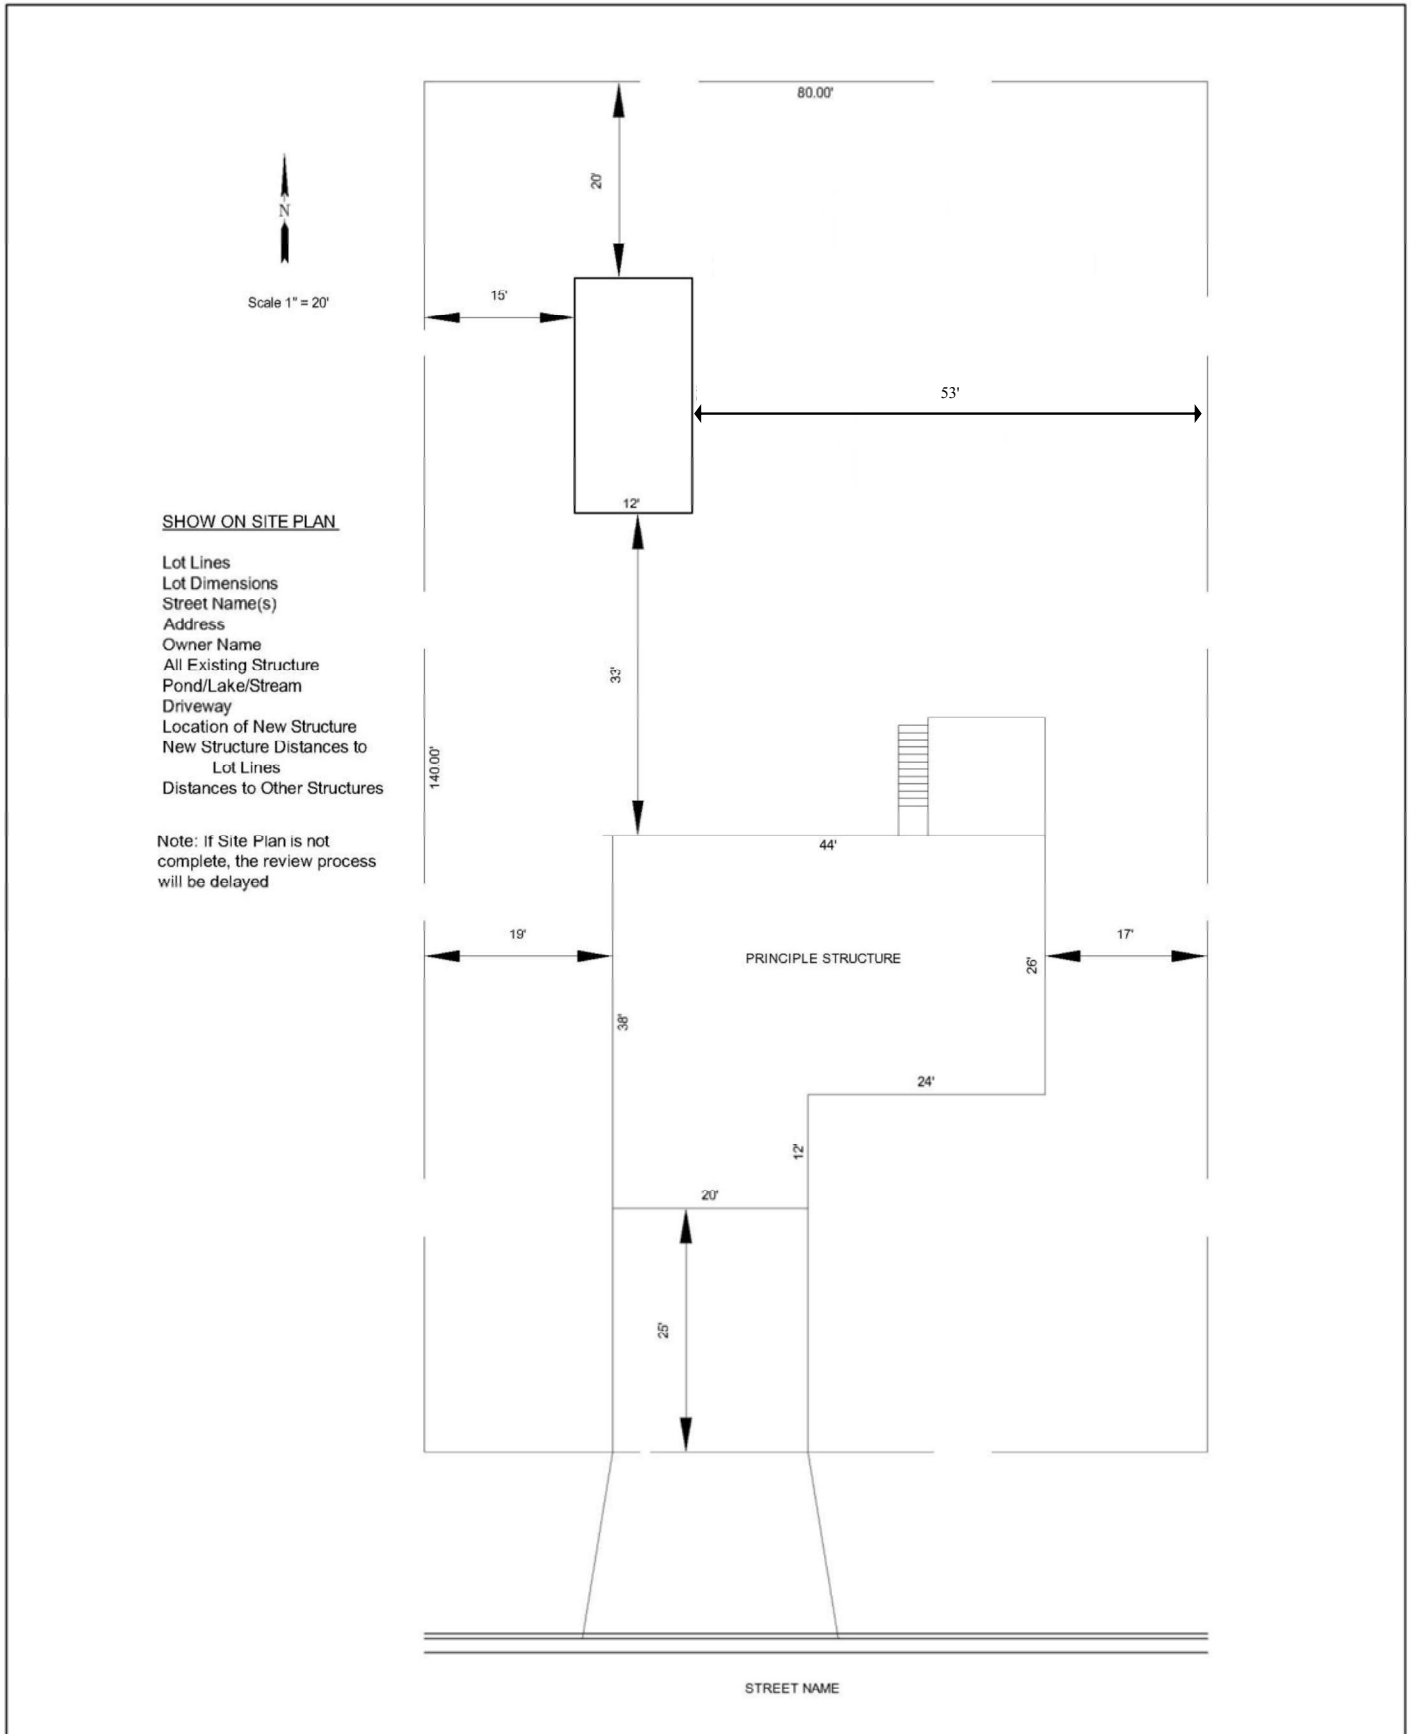 80.00'
20'
N
Scale 1" = 20'
15'
53'
12'
SHOW ON SITE PLAN
Lot Lines
Lot Dimensions
Street Name(s)
Address
Owner Name
All Existing Structure
Pond/Lake/Stream
Driveway
Location of New Structure
New Structure Distances to
Lot Lines
Distances to Other Structures
Note: If Site Plan is not
complete, the review process
will be delayed
33'
140.00'
44'
19'
PRINCIPLE STRUCTURE
26'
17'
38'
24'
12'
20'
25'
STREET NAME